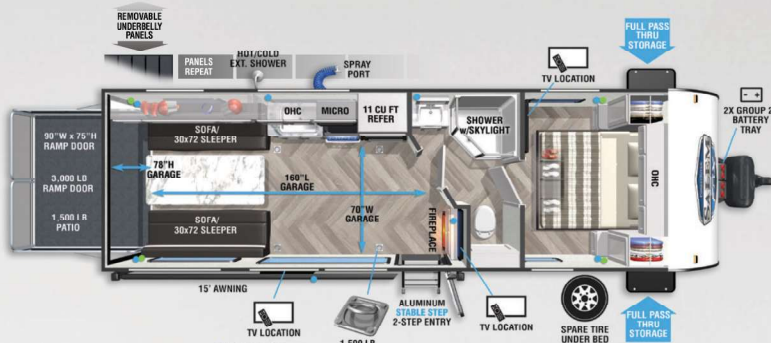 REMOVABLE
UNDERBELLY
PANELS
PANELS
REPEAT
HOT/COLD
EXT. SHOWER
SPRAY
PORT
TV LOCATION
FULL PASS
THRU
STORAGE
2X GROUP 2
BATTERY
TRAY
OHC
MICRO
11 CU FT
REFER
SHOWER
w/SKYLIGHT
SOFA/
30x72 SLEEPER
90"W x 75"H
RAMP DOOR
3,000 LB
RAMP DOOR
1,500 LB
PATIO
78"H
GARAGE
160"L
GARAGE
70"W
GARAGE
FIREPLACE
OHC
SOFA/
30x72 SLEEPER
15' AWNING
TV LOCATION
1,500 LB
ALUMINUM
STABLE STEP
2-STEP ENTRY
TV LOCATION
SPARE TIRE
UNDER BED
FULL PASS
THRU
STORAGE